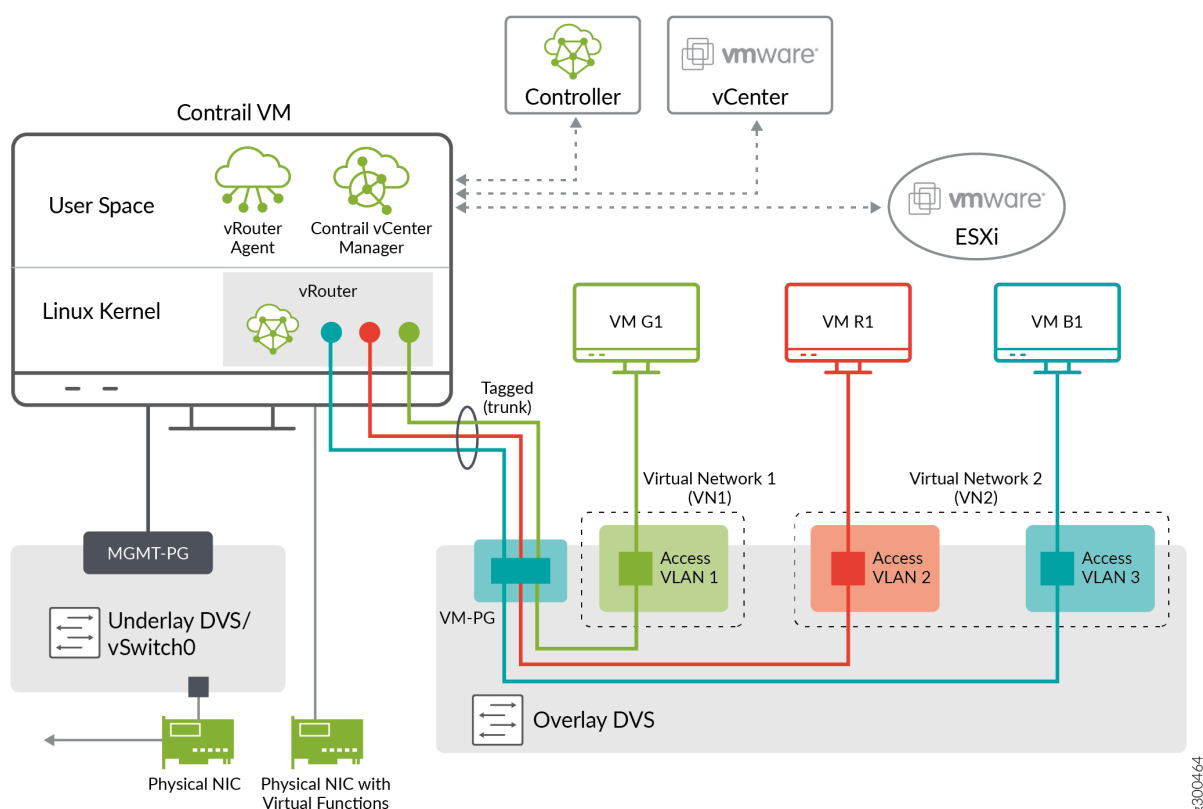 Controller
vmware®
vCenter
Contrail VM
User Space
vRouter
Agent
Contrail vCenter
Manager
vmware®
ESXi
Linux Kernel
vRouter
VM G1
VM R1
VM B1
Tagged
(trunk)
Virtual Network 1
(VN1)
Virtual Network 2
(VN2)
MGMT-PG
Access
VLAN 1
Access
VLAN 2
Access
VLAN 3
VM-PG
Underlay DVS/
vSwitch0
Overlay DVS
Physical NIC
Physical NIC with
Virtual Functions